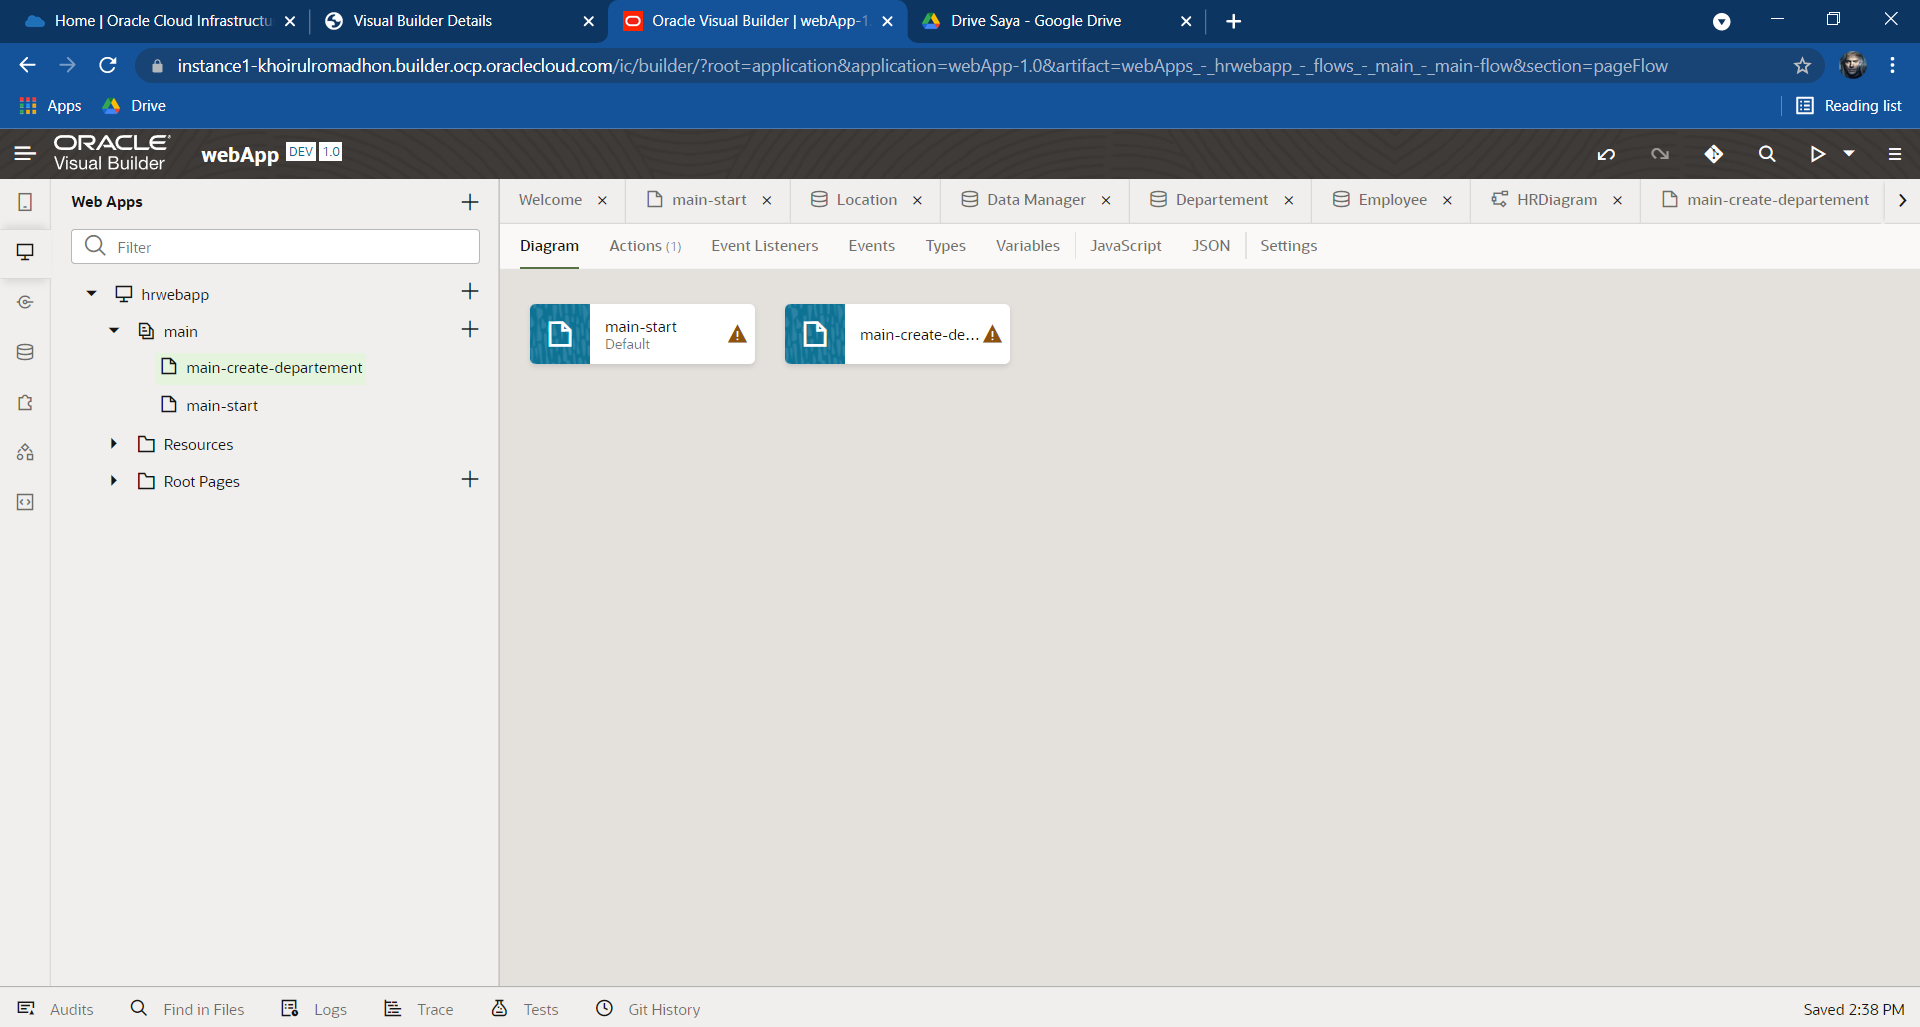 Home | Oracle Cloud Infrastructu
Visual Builder Details
Oracle Visual Builder | webApp-1.
Drive Saya - Google Drive
instance1-khoirulromadhon.builder.ocp.oraclecloud.com/ic/builder/?root=application&application=webApp-1.0&artifact=webApps_-_hrwebapp_-_flows_-_main_-_main-flow&section=pageFlow
Apps
Drive
Reading list
ORACLE
Visual Builder
webApp DEV 1.0
Web Apps
Filter
hrwebapp
main
main-create-departement
main-start
Resources
Root Pages
Welcome
main-start
Location
Data Manager
Departement
Employee
HRDiagram
main-create-departement
Diagram
Actions (1)
Event Listeners
Events
Types
Variables
JavaScript
JSON
Settings
main-start
Default
main-create-de...
Audits
Find in Files
Logs
Trace
Tests
Git History
Saved 2:38 PM